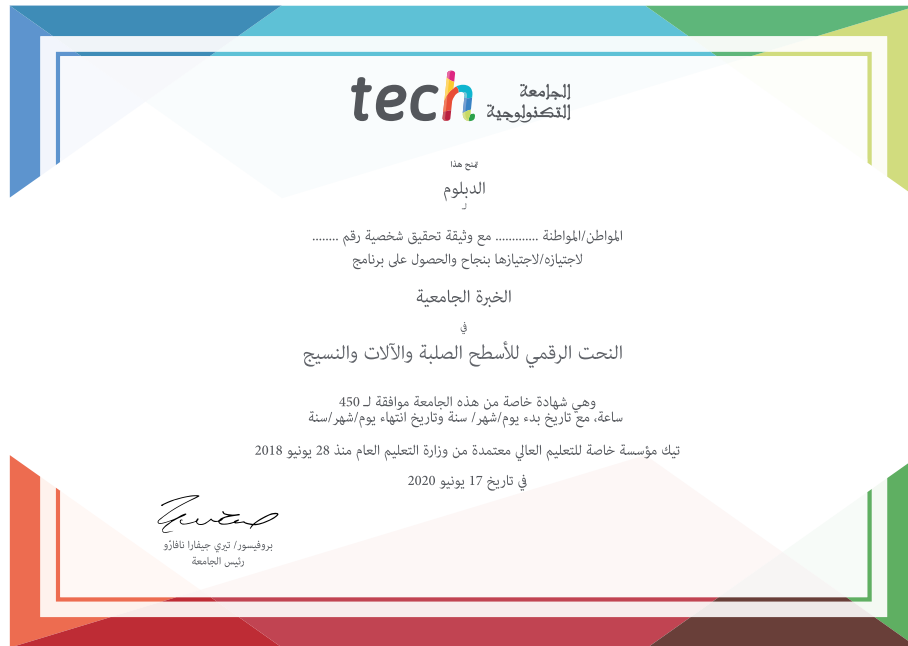 tech
الجامعة
التكنولوجية
يمنح هذا
الدبلوم
لـ
المواطن/المواطنة ............. مع وثيقة تحقيق شخصية رقم ........
لاجتيازه/لاجتيازها بنجاح والحصول على برنامج
الخبرة الجامعية
في
النحت الرقمي للأسطح الصلبة والآلات والنسيج
وهي شهادة خاصة من هذه الجامعة موافقة لـ 450
ساعة، مع تاريخ بدء يوم/شهر/ سنة وتاريخ انتهاء يوم/شهر/سنة
تيك مؤسسة خاصة للتعليم العالي معتمدة من وزارة التعليم العام منذ 28 يونيو 2018
في تاريخ 17 يونيو 2020
بروفيسور/ تيري جيفارا نافارّو
رئيس الجامعة